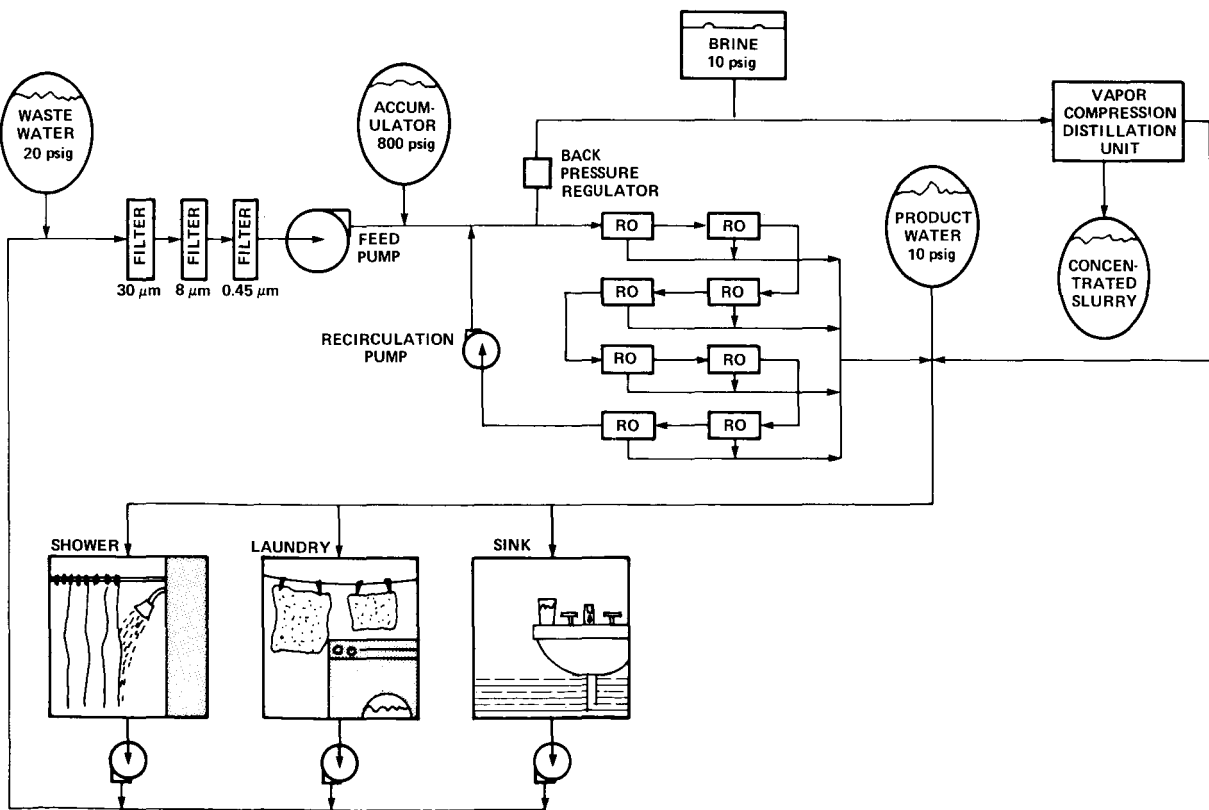 BRINE
10 psig
WASTE
WATER
20 psig
ACCUM-
ULATOR
800 psig
VAPOR
COMPRESSION
DISTILLATION
UNIT
BACK
PRESSURE
REGULATOR
PRODUCT
WATER
10 psig
CONCEN-
TRATED
SLURRY
FILTER
FILTER
FILTER
30 μm
8 μm
0.45 μm
FEED
PUMP
RO
RO
RO
RO
RECIRCULATION
PUMP
RO
RO
RO
RO
SHOWER
LAUNDRY
SINK